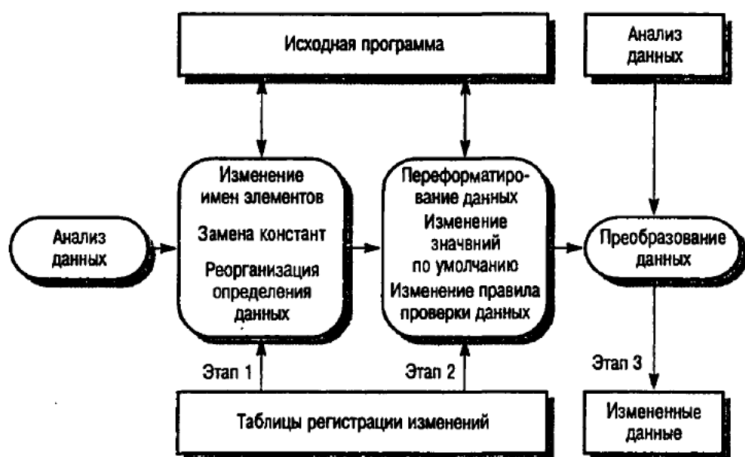 Исходная программа
Анализ
данных
Изменение
имен элементов
Замена констант
Реорганизация
определения
данных
Переформатиро-
вание данных
Изменение
значвний
по умолчанию
Изменение правила
проверки данных
Анализ
данных
Преобразование
данных
Этап 1
Этап 2
Этап 3
Таблицы регистрации изменений
Измененные
данные